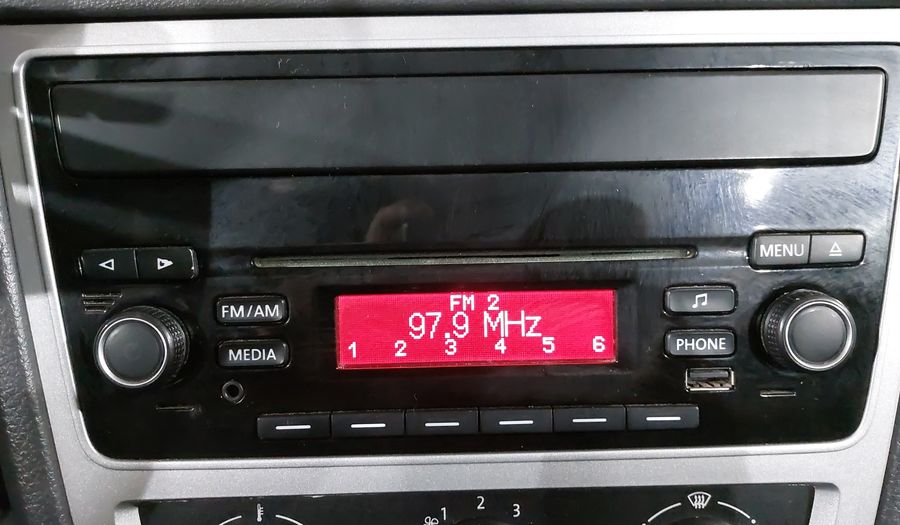 MENU
FM/AM
FM 2
97.9 MHz
1 2 3 4 5 6
MEDIA
PHONE
1 2 3